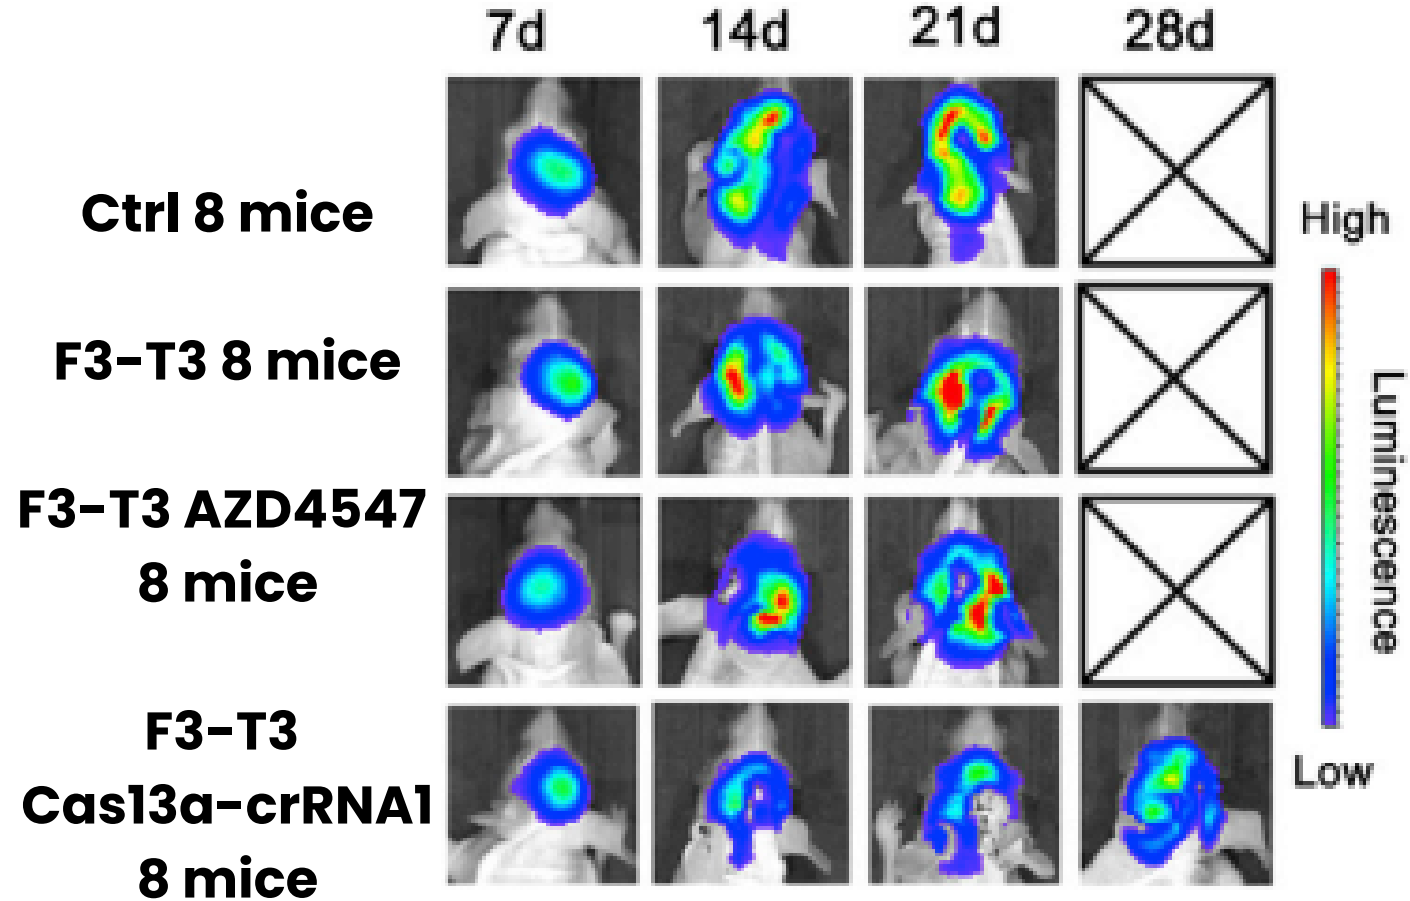 7d 14d 21d 28d
Ctrl 8 mice
High
F3-T3 8 mice
F3-T3 AZD4547
8 mice
Luminescence
F3-T3
Cas13a-crRNA1
8 mice
Low